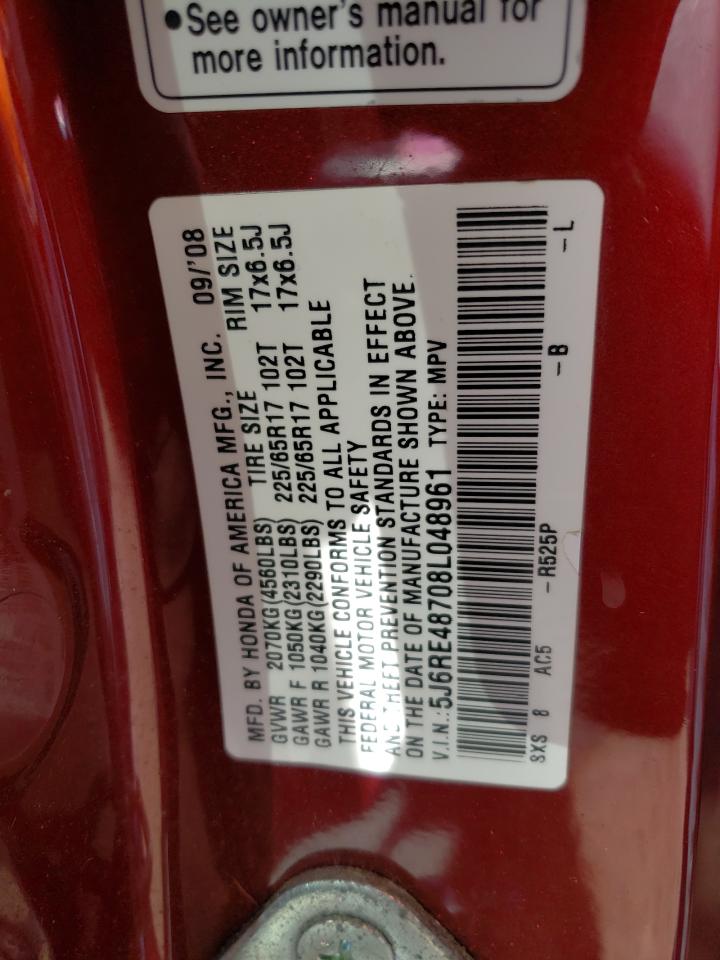 ●See owner's manual for
more information.
MFD. BY HONDA OF AMERICA MFG., INC. 09/'08
GVWR 2070KG(4560LBS) TIRE SIZE RIM SIZE
GAWR F 1050KG(2310LBS) 225/65R17 102T 17x6.5J
GAWR R 1040KG(2290LBS) 225/65R17 102T 17x6.5J
THIS VEHICLE CONFORMS TO ALL APPLICABLE
FEDERAL MOTOR VEHICLE SAFETY
AND THEFT PREVENTION STANDARDS IN EFFECT
ON THE DATE OF MANUFACTURE SHOWN ABOVE.
V.I.N.:5J6RE48708L048961 TYPE: MPV
SXS 8 AC5 -R525P -B -L